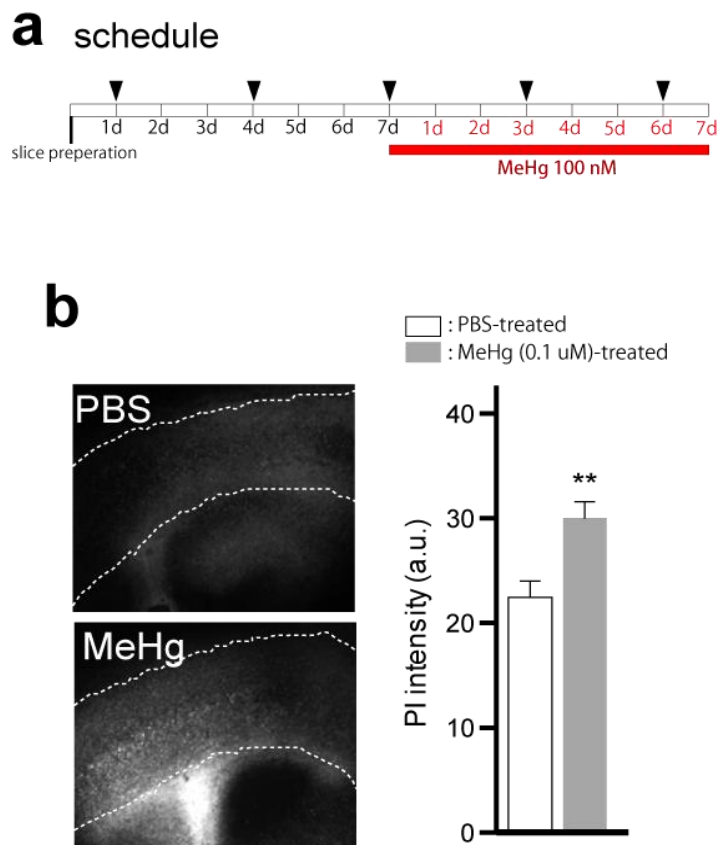 a schedule
1d 2d 3d 4d 5d 6d 7d 1d 2d 3d 4d 5d 6d 7d
slice preperation
MeHg 100 nM
b
: PBS-treated
: MeHg (0.1 uM)-treated
PBS
MeHg
PI intensity (a.u.)
40
**
30
20
10
0